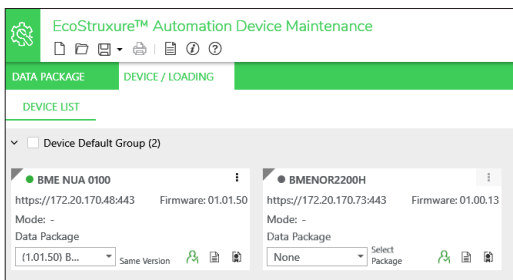 EcoStruxure™ Automation Device Maintenance
DATA PACKAGE DEVICE / LOADING
DEVICE LIST
Device Default Group (2)
BME NUA 0100
https://172.20.170.48:443 Firmware: 01.01.50
Mode: -
Data Package
(1.01.50) B... Same Version
BMENOR2200H
https://172.20.170.73:443 Firmware: 01.00.13
Mode: -
Data Package
None Select Package